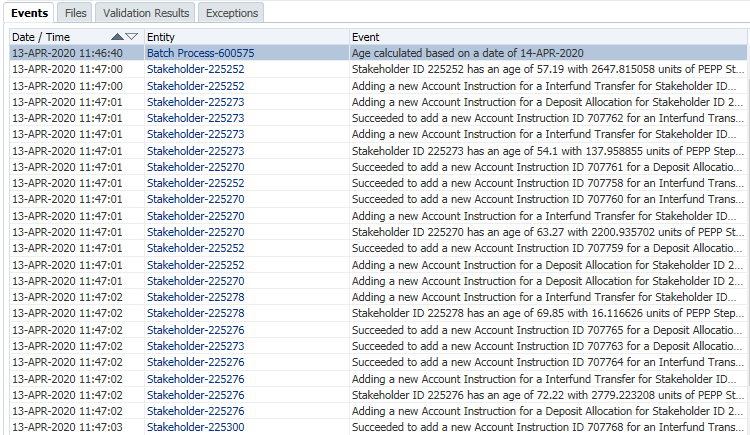 Events Files Validation Results Exceptions
Date / Time Entity Event
13-APR-2020 11:46:40 Batch Process-600575 Age calculated based on a date of 14-APR-2020
13-APR-2020 11:47:00 Stakeholder-225252 Stakeholder ID 225252 has an age of 57.19 with 2647.815058 units of PEPP St...
13-APR-2020 11:47:00 Stakeholder-225252 Adding a new Account Instruction for a Interfund Transfer for Stakeholder ID...
13-APR-2020 11:47:01 Stakeholder-225273 Adding a new Account Instruction for a Deposit Allocation for Stakeholder ID 2...
13-APR-2020 11:47:01 Stakeholder-225273 Succeeded to add a new Account Instruction ID 707762 for an Interfund Trans...
13-APR-2020 11:47:01 Stakeholder-225273 Adding a new Account Instruction for a Interfund Transfer for Stakeholder ID...
13-APR-2020 11:47:01 Stakeholder-225273 Stakeholder ID 225273 has an age of 54.1 with 137.958855 units of PEPP Step...
13-APR-2020 11:47:01 Stakeholder-225270 Succeeded to add a new Account Instruction ID 707761 for a Deposit Allocatio...
13-APR-2020 11:47:01 Stakeholder-225252 Succeeded to add a new Account Instruction ID 707758 for an Interfund Trans...
13-APR-2020 11:47:01 Stakeholder-225270 Succeeded to add a new Account Instruction ID 707760 for an Interfund Trans...
13-APR-2020 11:47:01 Stakeholder-225270 Adding a new Account Instruction for a Interfund Transfer for Stakeholder ID...
13-APR-2020 11:47:01 Stakeholder-225270 Stakeholder ID 225270 has an age of 63.27 with 2200.935702 units of PEPP St...
13-APR-2020 11:47:01 Stakeholder-225252 Succeeded to add a new Account Instruction ID 707759 for a Deposit Allocatio...
13-APR-2020 11:47:01 Stakeholder-225252 Adding a new Account Instruction for a Deposit Allocation for Stakeholder ID 2...
13-APR-2020 11:47:01 Stakeholder-225270 Adding a new Account Instruction for a Deposit Allocation for Stakeholder ID 2...
13-APR-2020 11:47:02 Stakeholder-225278 Adding a new Account Instruction for a Interfund Transfer for Stakeholder ID...
13-APR-2020 11:47:02 Stakeholder-225278 Stakeholder ID 225278 has an age of 69.85 with 16.116626 units of PEPP Step...
13-APR-2020 11:47:02 Stakeholder-225276 Succeeded to add a new Account Instruction ID 707765 for a Deposit Allocatio...
13-APR-2020 11:47:02 Stakeholder-225273 Succeeded to add a new Account Instruction ID 707763 for a Deposit Allocatio...
13-APR-2020 11:47:02 Stakeholder-225276 Succeeded to add a new Account Instruction ID 707764 for an Interfund Trans...
13-APR-2020 11:47:02 Stakeholder-225276 Adding a new Account Instruction for a Interfund Transfer for Stakeholder ID...
13-APR-2020 11:47:02 Stakeholder-225276 Stakeholder ID 225276 has an age of 72.22 with 2779.223208 units of PEPP St...
13-APR-2020 11:47:02 Stakeholder-225276 Adding a new Account Instruction for a Deposit Allocation for Stakeholder ID 2...
13-APR-2020 11:47:03 Stakeholder-225300 Succeeded to add a new Account Instruction ID 707768 for an Interfund Trans...